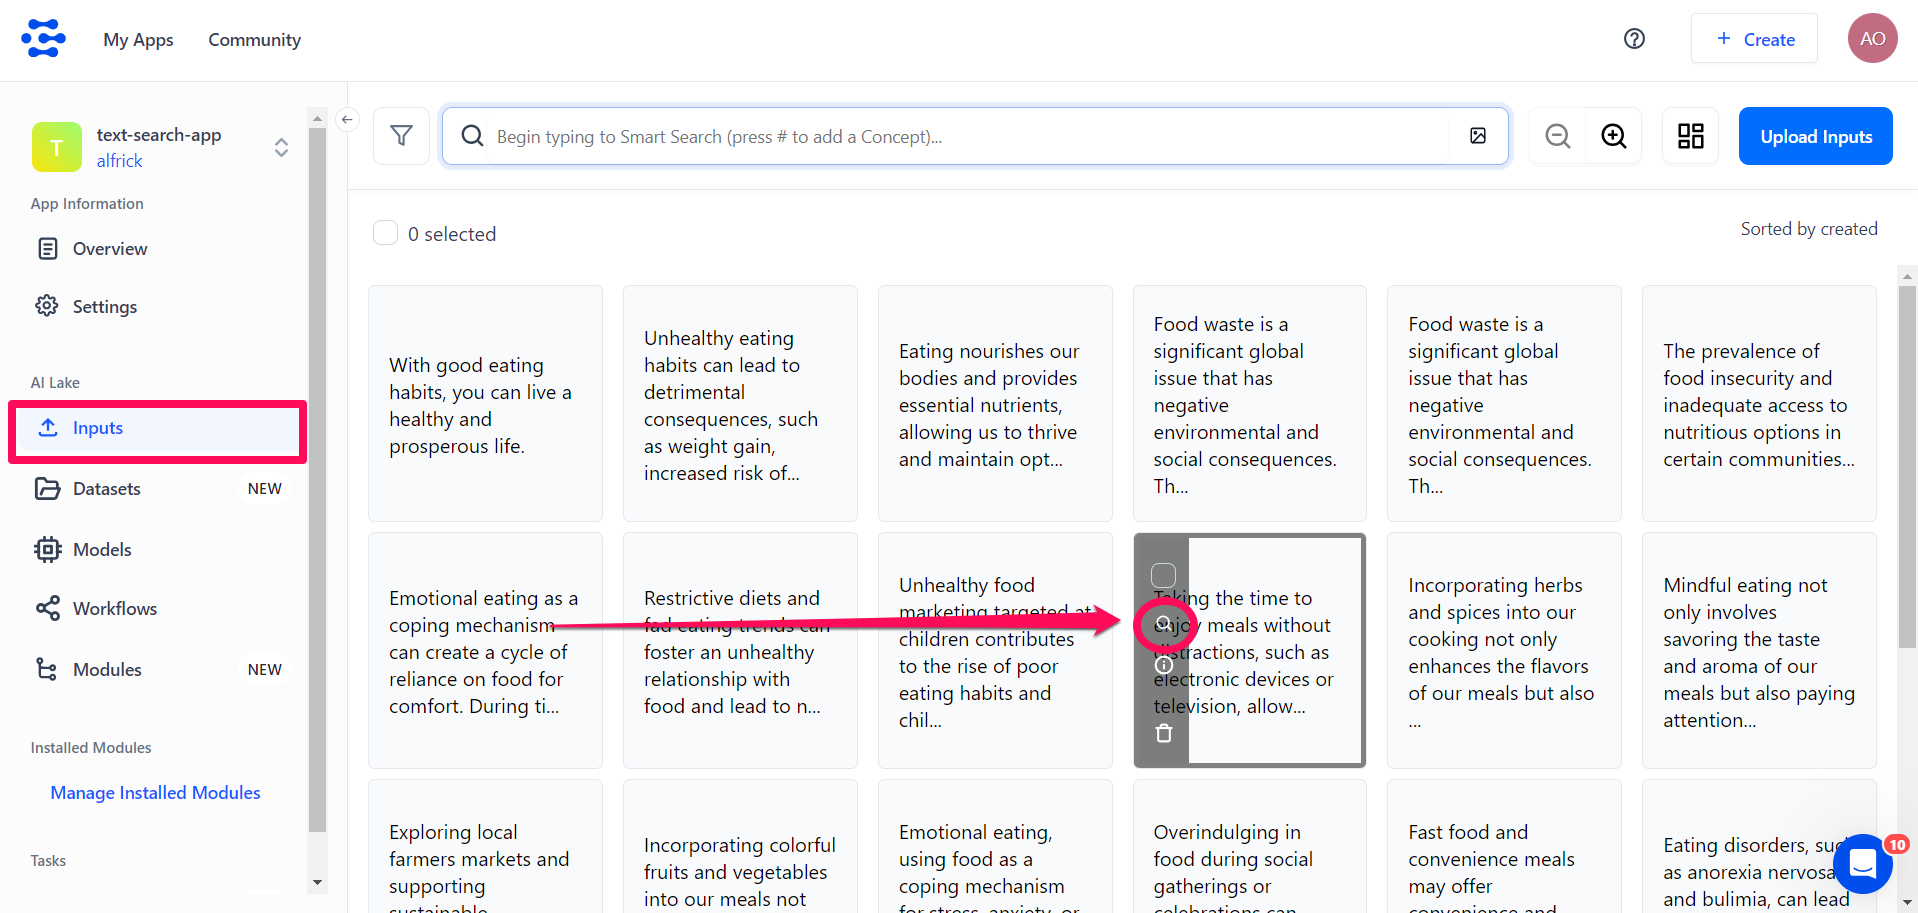 My Apps
Community
Create
AO
T
text-search-app
alfrick
App Information
Overview
Settings
AI Lake
Inputs
Datasets
NEW
Models
Workflows
Modules
NEW
Installed Modules
Manage Installed Modules
Tasks
Begin typing to Smart Search (press # to add a Concept)...
Upload Inputs
0 selected
Sorted by created
With good eating
habits, you can live a
healthy and
prosperous life.
Unhealthy eating
habits can lead to
detrimental
consequences, such
as weight gain,
increased risk of...
Eating nourishes our
bodies and provides
essential nutrients,
allowing us to thrive
and maintain opt...
Food waste is a
significant global
issue that has
negative
environmental and
social consequences.
Th...
Food waste is a
significant global
issue that has
negative
environmental and
social consequences.
Th...
The prevalence of
food insecurity and
inadequate access to
nutritious options in
certain communities...
Emotional eating as a
coping mechanism
can create a cycle of
reliance on food for
comfort. During ti...
Restrictive diets and
fad eating trends can
foster an unhealthy
relationship with
food and lead to n...
Unhealthy food
marketing targeted at
children contributes
to the rise of poor
eating habits and
chil...
Taking the time to
enjoy meals without
distractions, such as
electronic devices or
television, allow...
Incorporating herbs
and spices into our
cooking not only
enhances the flavors
of our meals but also
...
Mindful eating not
only involves
savoring the taste
and aroma of our
meals but also paying
attention...
Exploring local
farmers markets and
supporting
sustainable
Incorporating colorful
fruits and vegetables
into our meals not
Emotional eating,
using food as a
coping mechanism
for stress, anxiety, or
Overindulging in
food during social
gatherings or
celebrations can
Fast food and
convenience meals
may offer
convenience and
Eating disorders, such
as anorexia nervosa
and bulimia, can lead
10